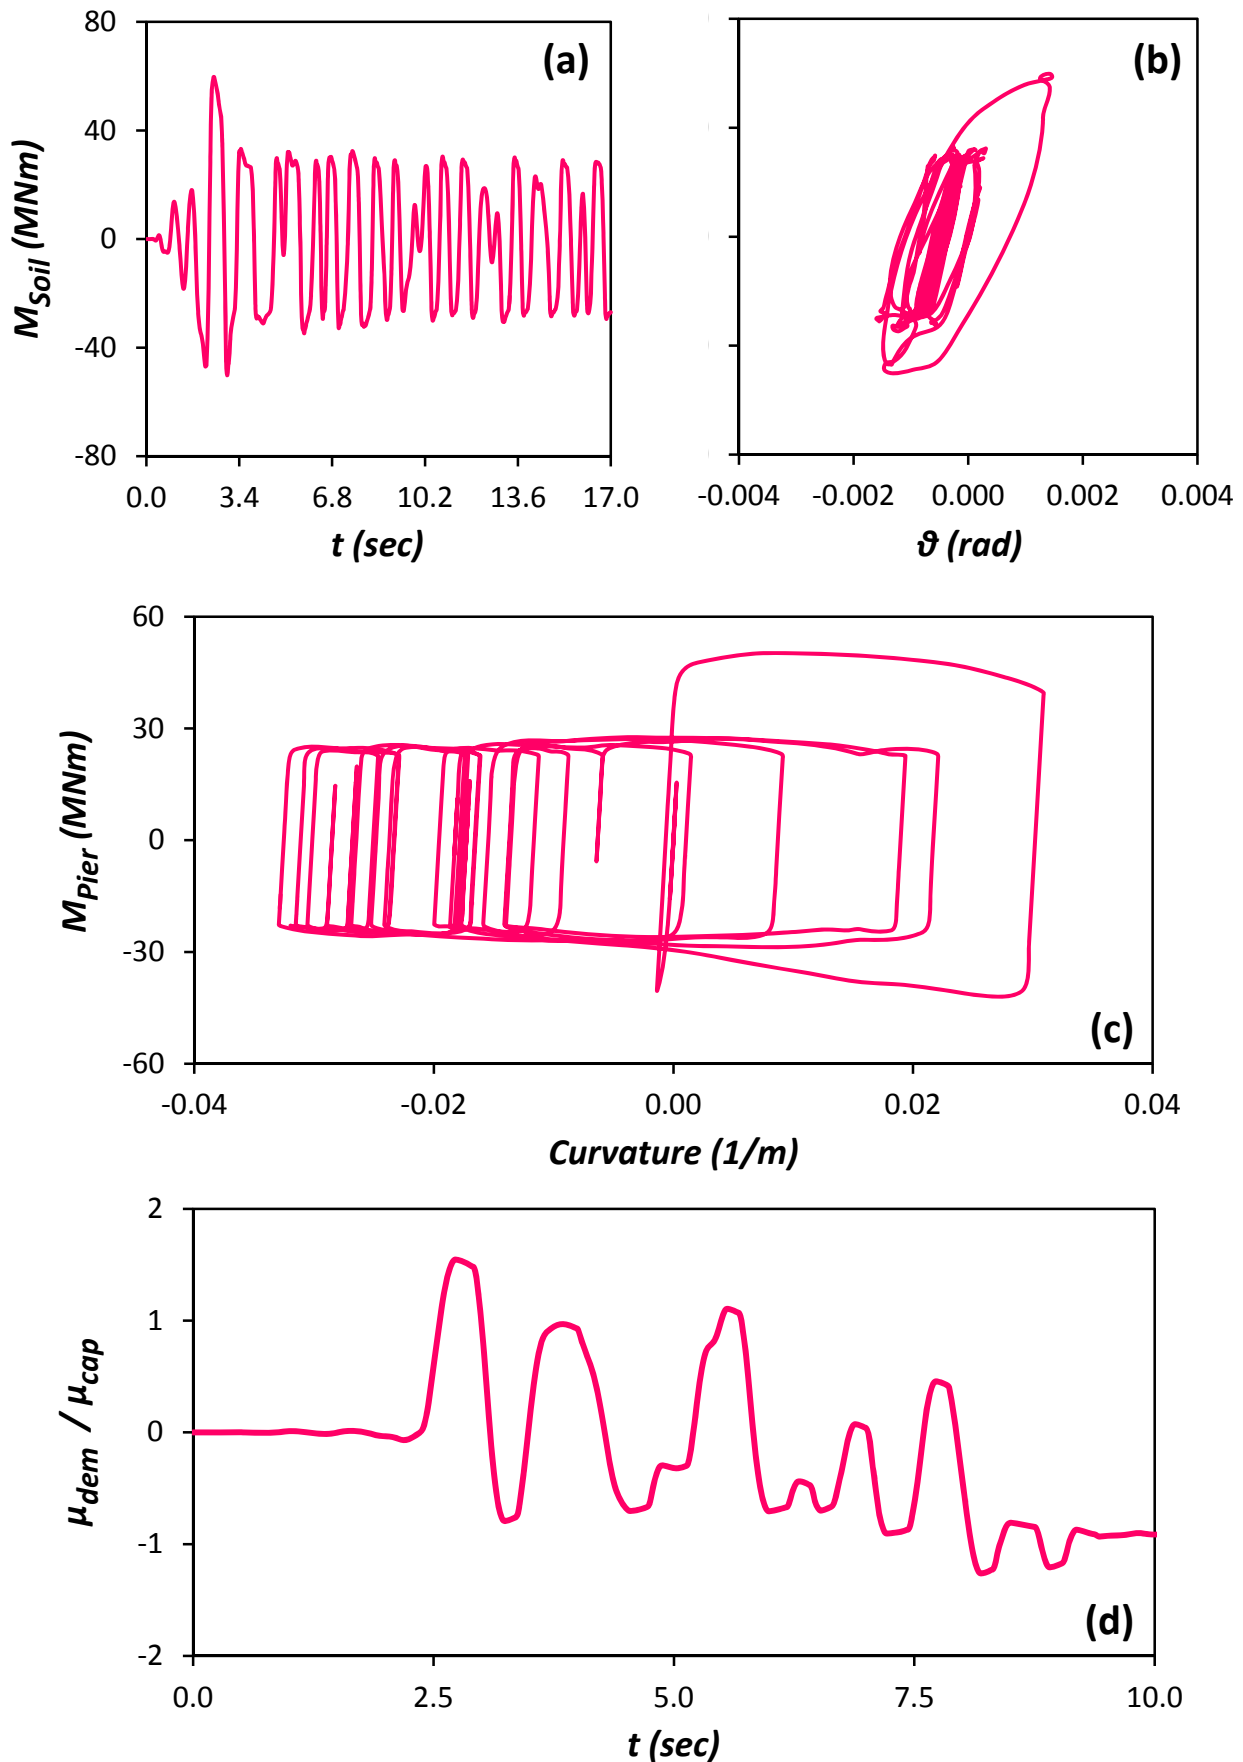 80
40
0
-40
-80
M_Soil (MNm)
(a)
0.0 3.4 6.8 10.2 13.6 17.0
t (sec)
(b)
-0.004 -0.002 0.000 0.002 0.004
ϑ (rad)
60
30
0
-30
-60
M_Pier (MNm)
(c)
-0.04 -0.02 0.00 0.02 0.04
Curvature (1/m)
2
1
0
-1
-2
μ_dem / μ_cap
(d)
0.0 2.5 5.0 7.5 10.0
t (sec)